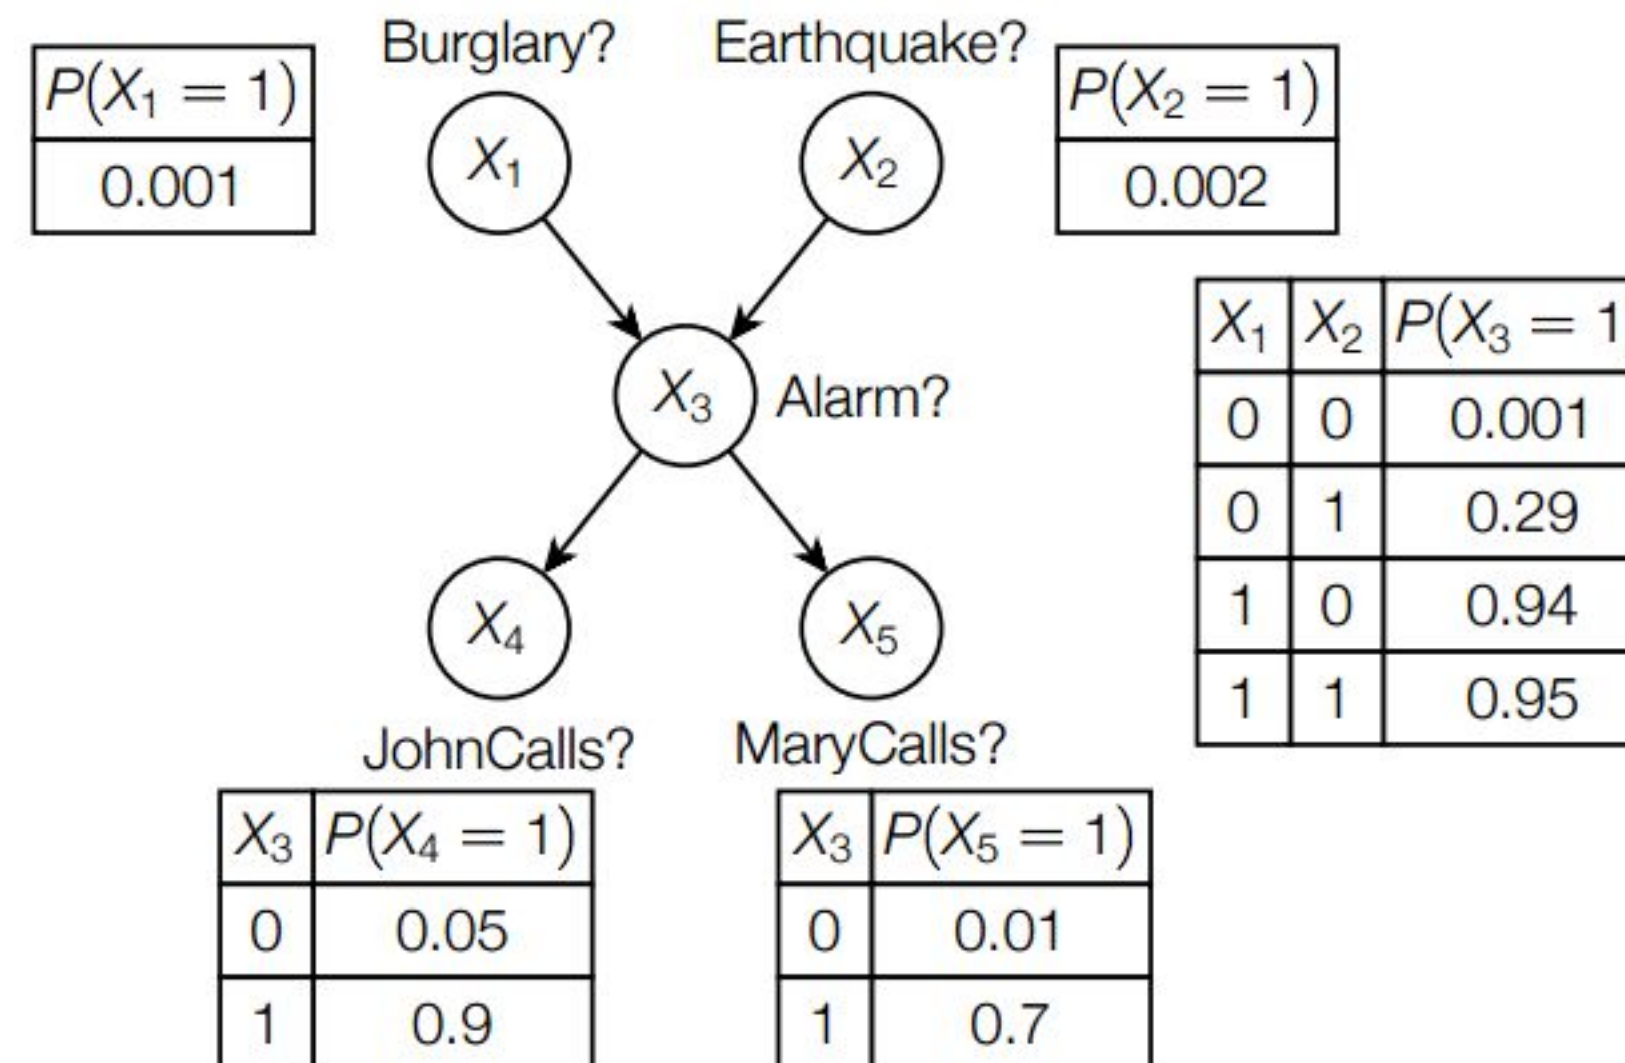 Burglary?
Earthquake?
P(X₁ = 1)
0.001
X₁
X₂
P(X₂ = 1)
0.002
X₃
Alarm?
X₁ X₂ P(X₃ = 1
0 0 0.001
0 1 0.29
1 0 0.94
1 1 0.95
X₄
X₅
JohnCalls?
MaryCalls?
X₃ P(X₄ = 1)
0 0.05
1 0.9
X₃ P(X₅ = 1)
0 0.01
1 0.7